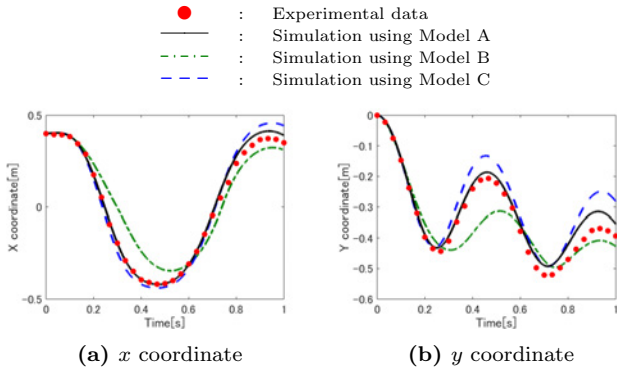 : Experimental data
: Simulation using Model A
: Simulation using Model B
: Simulation using Model C
0.5
0
-0.5
X coordinate[m]
0 0.2 0.4 0.6 0.8 1
Time[s]
(a) x coordinate
0
-0.1
-0.2
-0.3
-0.4
-0.5
-0.6
Y coordinate[m]
0 0.2 0.4 0.6 0.8 1
Time[s]
(b) y coordinate